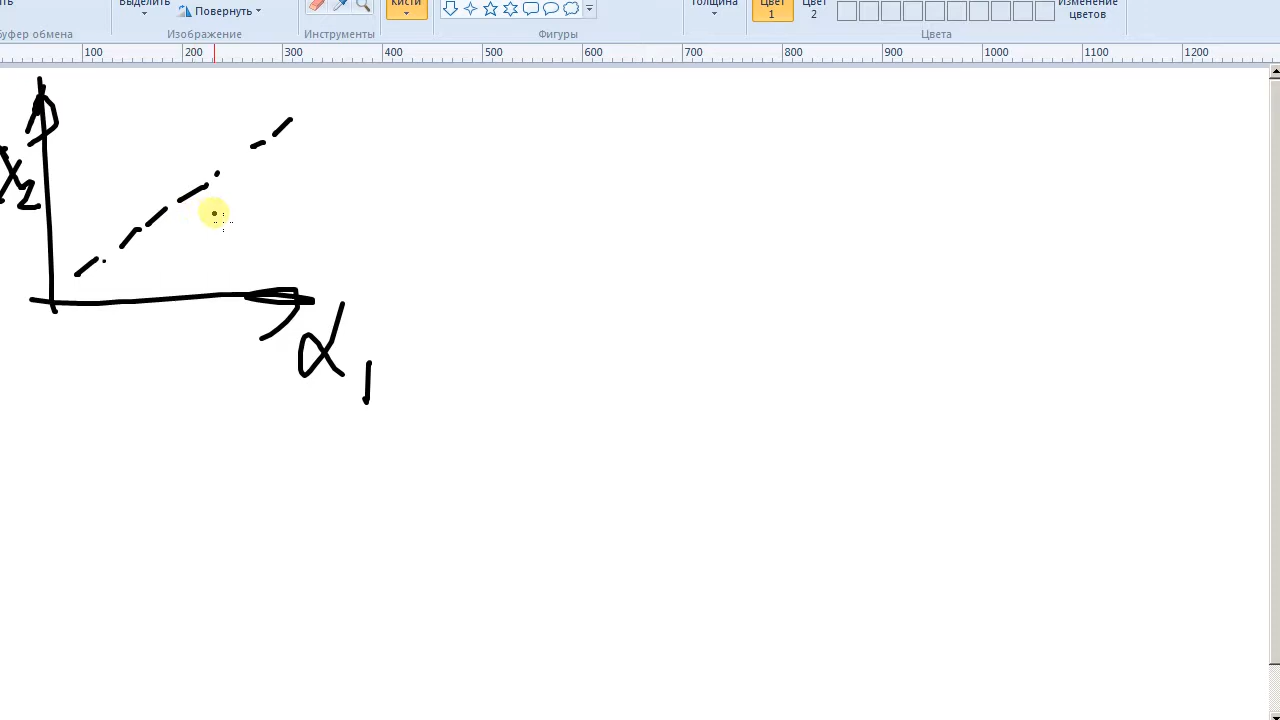 Выделить
Кисти
Толщина
Цвет 1
Цвет 2
Изменение цветов
Повернуть
буфер обмена
Изображение
Инструменты
Фигуры
Цвета
100 200 300 400 500 600 700 800 900 1000 1100 1200
x2
α1